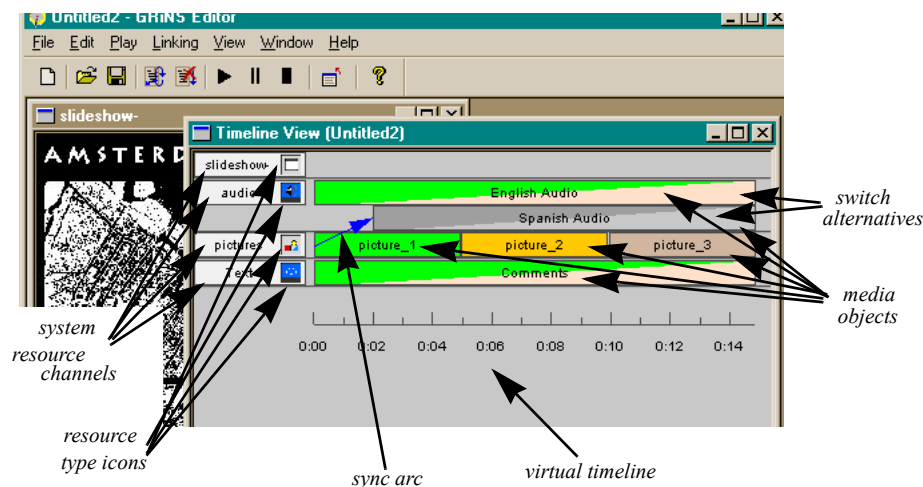 Untitled2 - GRiNS Editor
File Edit Play Linking View Window Help
slideshow-
Timeline View (Untitled2)
AMSTERD
slideshow-
audio
English Audio
Spanish Audio
switch
alternatives
pictures
picture_1
picture_2
picture_3
Text
Comments
media
objects
system
resource
channels
0:00 0:02 0:04 0:06 0:08 0:10 0:12 0:14
resource
type icons
sync arc
virtual timeline